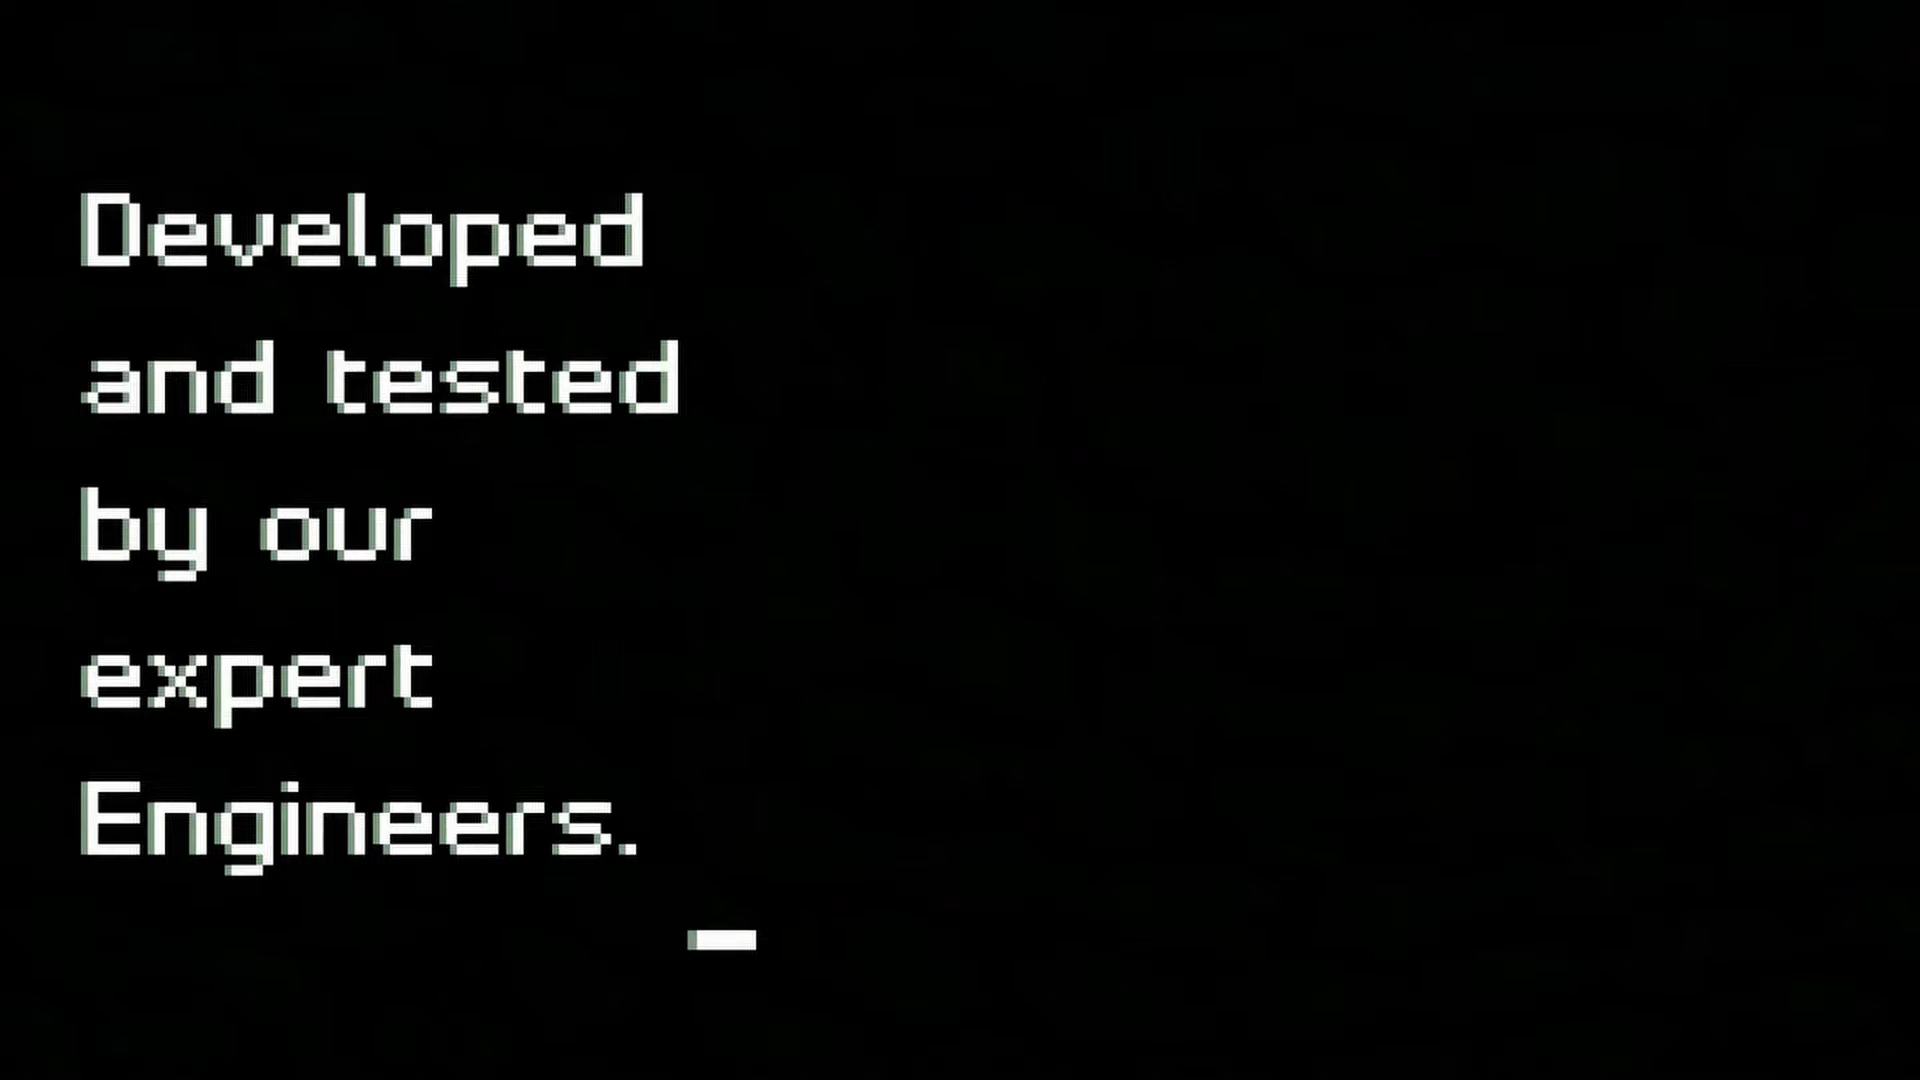 Developed
and tested
by our
expert
Engineers.
_